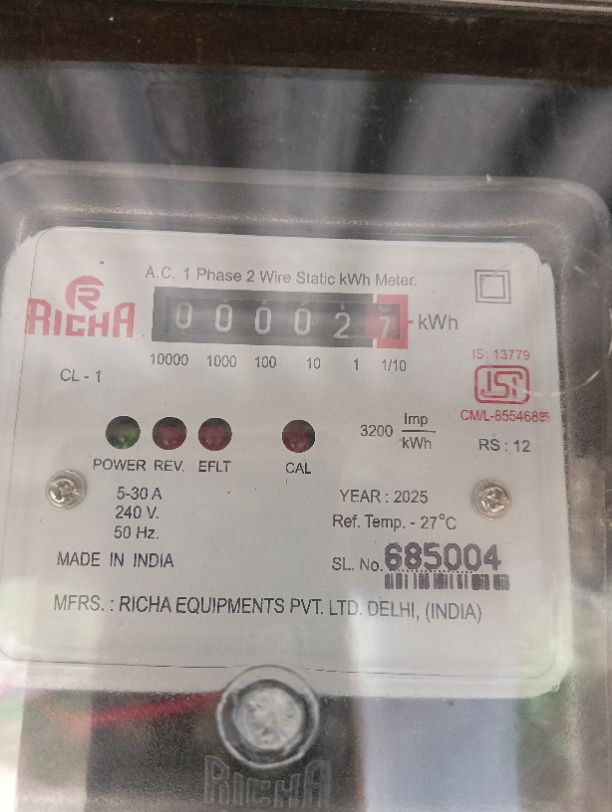 A.C. 1 Phase 2 Wire Static kWh Meter.
RICHA
0 0 0 0 2 7 kWh
10000 1000 100 10 1 1/10
IS: 13779
CL - 1
ISI
CM/L-8554689
3200 Imp/kWh
RS : 12
POWER REV. EFLT CAL
5-30 A
YEAR : 2025
240 V.
Ref. Temp. - 27°C
50 Hz.
MADE IN INDIA
SL. No. 685004
MFRS. : RICHA EQUIPMENTS PVT. LTD. DELHI, (INDIA)
RICHA